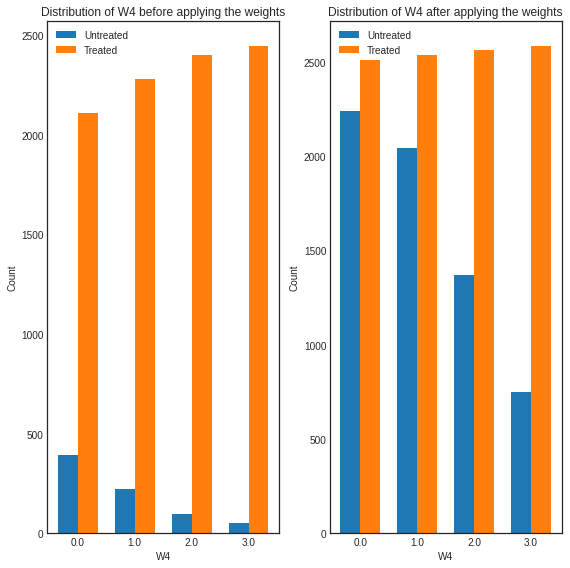 Distribution of W4 before applying the weights
Untreated
Treated
2500
2000
1500
1000
500
0
Count
0.0 1.0 2.0 3.0
W4
Distribution of W4 after applying the weights
Untreated
Treated
2500
2000
1500
1000
500
0
Count
0.0 1.0 2.0 3.0
W4